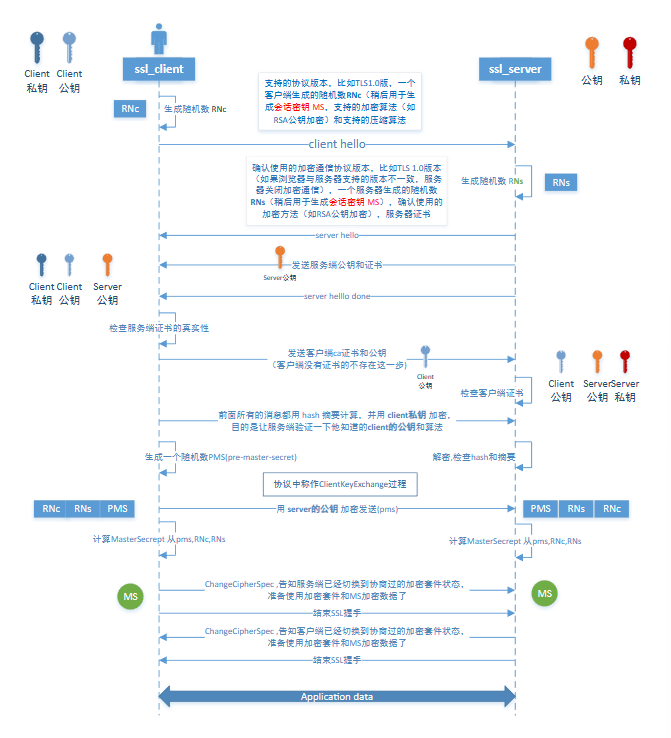 Client
私钥
Client
公钥
ssl_client
ssl_server
公钥
私钥
支持的协议版本，比如TLS1.0版，一个
客户端生成的随机数RNc（稍后用于生
成会话密钥 MS，支持的加密算法（如
RSA公钥加密）和支持的压缩算法
RNc
生成随机数 RNc
client hello
确认使用的加密通信协议版本，比如TLS 1.0版本
（如果浏览器与服务器支持的版本不一致，服务
器关闭加密通信），一个服务器生成的随机数
RNs（稍后用于生成会话密钥 MS），确认使用的
加密方法（如RSA公钥加密），服务器证书
生成随机数 RNs
RNs
server hello
发送服务端公钥和证书
Server公钥
Client
私钥
Client
公钥
Server
公钥
server helllo done
检查服务端证书的真实性
发送客户端ca证书和公钥
（客户端没有证书的不存在这一步)
Client
公钥
Client
公钥
Server
公钥
Server
私钥
检查客户端证书
前面所有的消息都用 hash 摘要计算，并用 client私钥 加密，
目的是让服务端验证一下他知道的client的公钥和算法
生成一个随机数PMS(pre-master-secret)
解密,检查hash和摘要
协议中称作ClientKeyExchange过程
RNc
RNs
PMS
用 server的公钥 加密发送(pms)
PMS
RNs
RNc
计算MasterSecrept 从pms,RNc,RNs
计算MasterSecrept 从pms,RNc,RNs
MS
ChangeCipherSpec ,告知服务端已经切换到协商过的加密套件状态，
准备使用加密套件和MS加密数据了
MS
结束SSL握手
ChangeCipherSpec ,告知客户端已经切换到协商过的加密套件状态，
准备使用加密套件和MS加密数据了
结束SSL握手
Application data